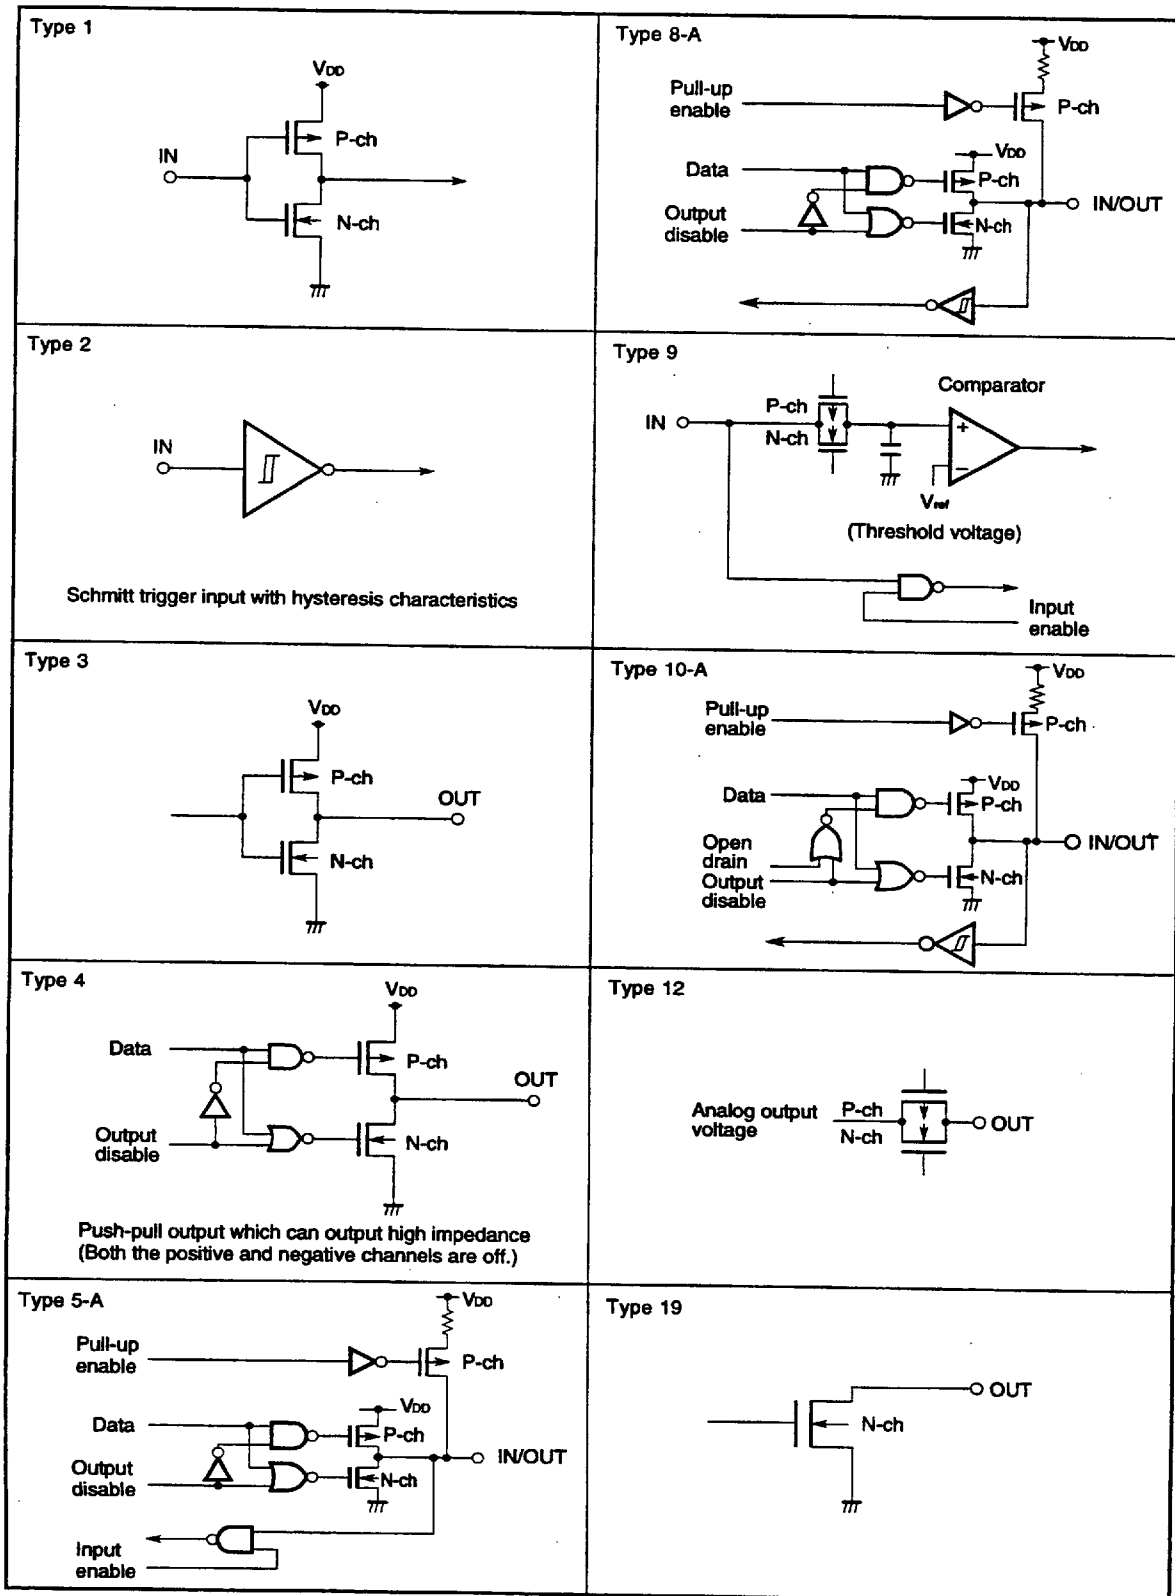 Type 1
VDD
P-ch
IN
N-ch
Type 2
IN
Schmitt trigger input with hysteresis characteristics
Type 3
VDD
P-ch
OUT
N-ch
Type 4
VDD
Data
P-ch
OUT
Output
disable
N-ch
Push-pull output which can output high impedance
(Both the positive and negative channels are off.)
Type 5-A
VDD
Pull-up
enable
P-ch
VDD
Data
P-ch
IN/OUT
Output
disable
N-ch
Input
enable
Type 8-A
VDD
Pull-up
enable
P-ch
VDD
Data
P-ch
IN/OUT
Output
disable
N-ch
Type 9
Comparator
P-ch
IN
N-ch
+
−
Vref
(Threshold voltage)
Input
enable
Type 10-A
VDD
Pull-up
enable
P-ch
VDD
Data
P-ch
IN/OUT
Open
drain
Output
disable
N-ch
Type 12
Analog output
voltage
P-ch
N-ch
OUT
Type 19
OUT
N-ch